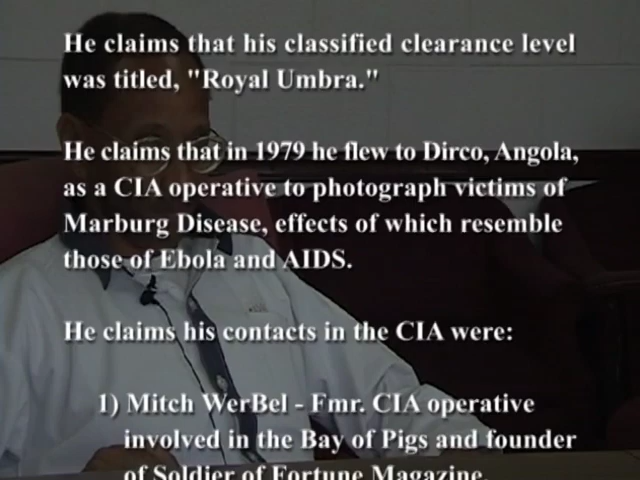 He claims that his classified clearance level
was titled, "Royal Umbra."
He claims that in 1979 he flew to Dirco, Angola,
as a CIA operative to photograph victims of
Marburg Disease, effects of which resemble
those of Ebola and AIDS.
He claims his contacts in the CIA were:
1) Mitch WerBel - Fmr. CIA operative
involved in the Bay of Pigs and founder
of Soldier of Fortune Magazine.